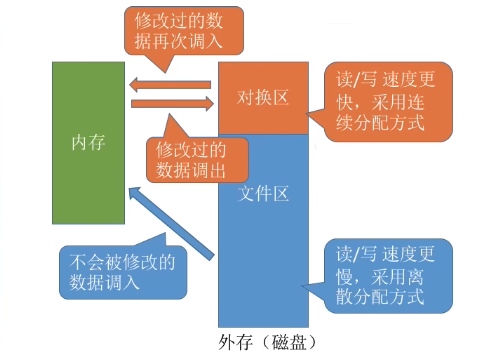 修改过的数
据再次调入
对换区
读/写 速度更
快，采用连
续分配方式
内存
修改过的
数据调出
文件区
不会被修改的
数据调入
读/写 速度更
慢，采用离
散分配方式
外存（磁盘）